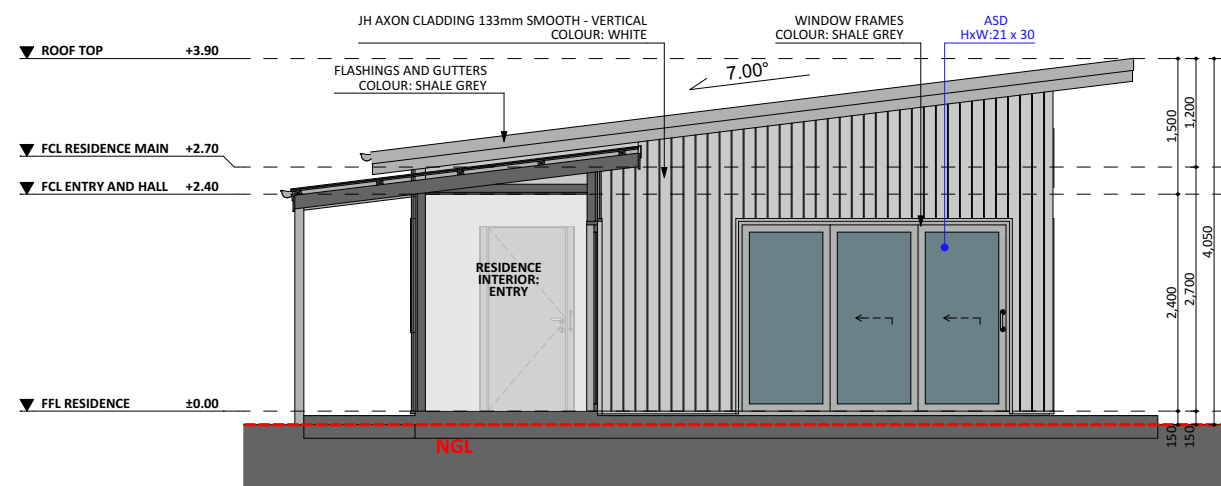 JH AXON CLADDING 133mm SMOOTH - VERTICAL
COLOUR: WHITE
WINDOW FRAMES
COLOUR: SHALE GREY
ASD
HxW:21 x 30
ROOF TOP +3.90
FLASHINGS AND GUTTERS
COLOUR: SHALE GREY
7.00°
1,500
1,200
FCL RESIDENCE MAIN +2.70
FCL ENTRY AND HALL +2.40
4,050
RESIDENCE
INTERIOR:
ENTRY
2,400
2,700
FFL RESIDENCE ±0.00
150
150
NGL